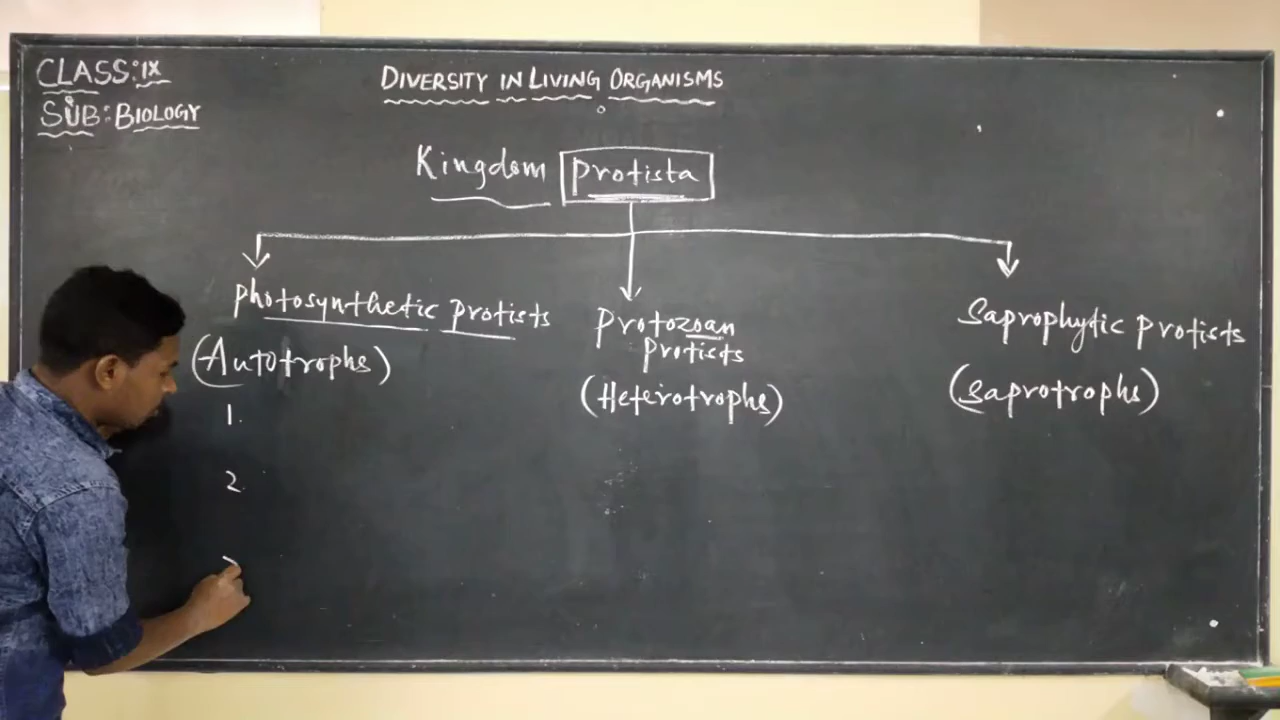 CLASS: IX
SUB: BIOLOGY
DIVERSITY IN LIVING ORGANISMS
Kingdom Protista
Photosynthetic Protists
(Autotrophs)
1.
2.
Protozoan
Protists
(Heterotrophs)
Saprophytic Protists
(Saprotrophs)